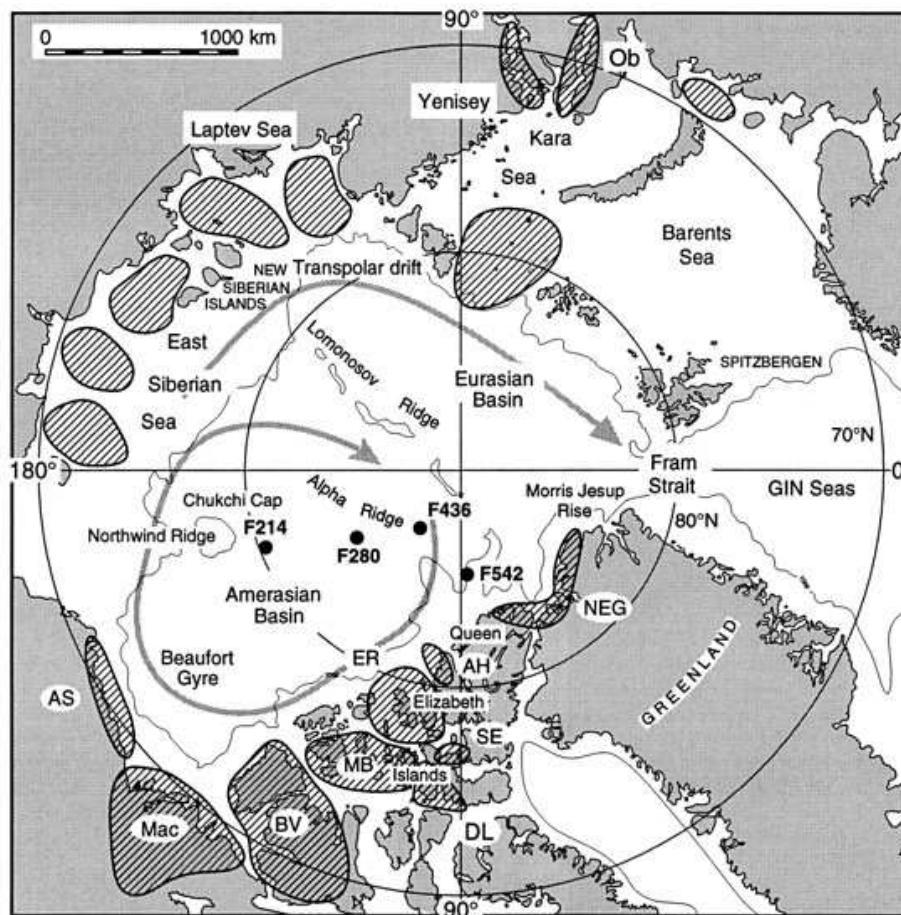 90°
0 1000 km
Ob
Yenisey
Kara
Sea
Laptev Sea
Barents
Sea
NEW
SIBERIAN
ISLANDS
Transpolar drift
East
Siberian
Sea
Lomonosov
Ridge
Eurasian
Basin
SPITZBERGEN
70°N
180°
0
Fram
Strait
GIN Seas
Alpha
Ridge
Chukchi Cap
Northwind Ridge
F214
F280
F436
Morris Jesup
Rise
80°N
F542
Amerasian
Basin
NEG
Queen
ER
AH
Beaufort
Gyre
GREENLAND
AS
Elizabeth
SE
MB
Islands
Mac
BV
DL
90°